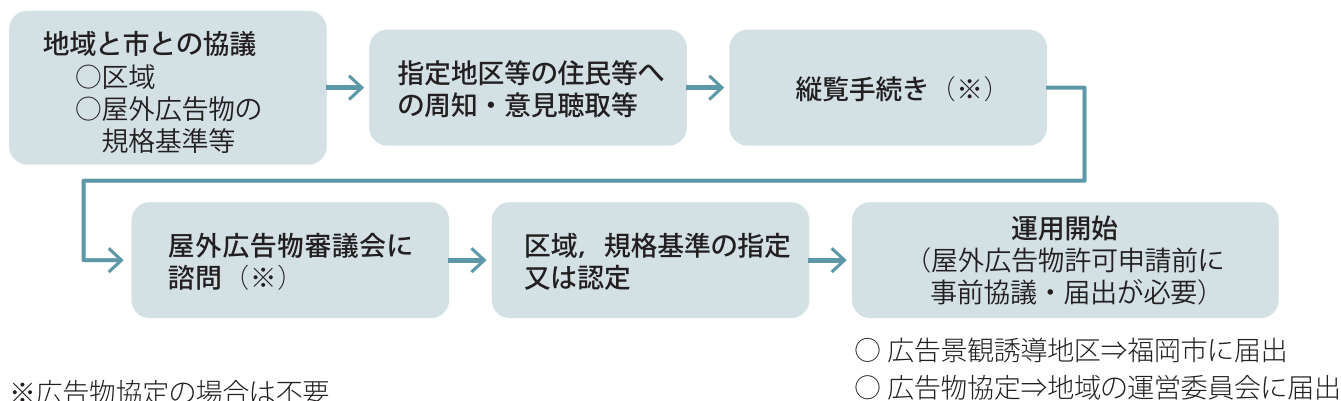 地域と市との協議
○区域
○屋外広告物の
規格基準等
指定地区等の住民等へ
の周知・意見聴取等
縦覧手続き（※）
屋外広告物審議会に
諮問（※）
区域，規格基準の指定
又は認定
運用開始
（屋外広告物許可申請前に
事前協議・届出が必要）
○ 広告景観誘導地区⇒福岡市に届出
○ 広告物協定⇒地域の運営委員会に届出
※広告物協定の場合は不要